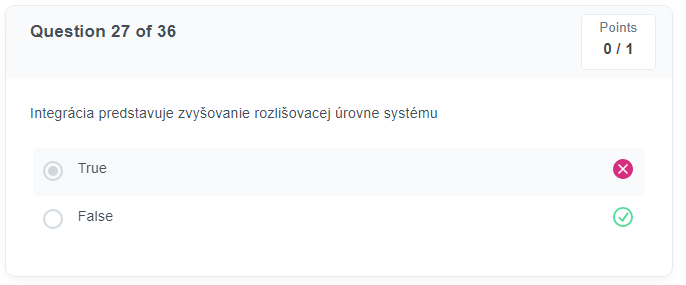 Question 27 of 36
Points
0 / 1
Integrácia predstavuje zvyšovanie rozlišovacej úrovne systému
True
False